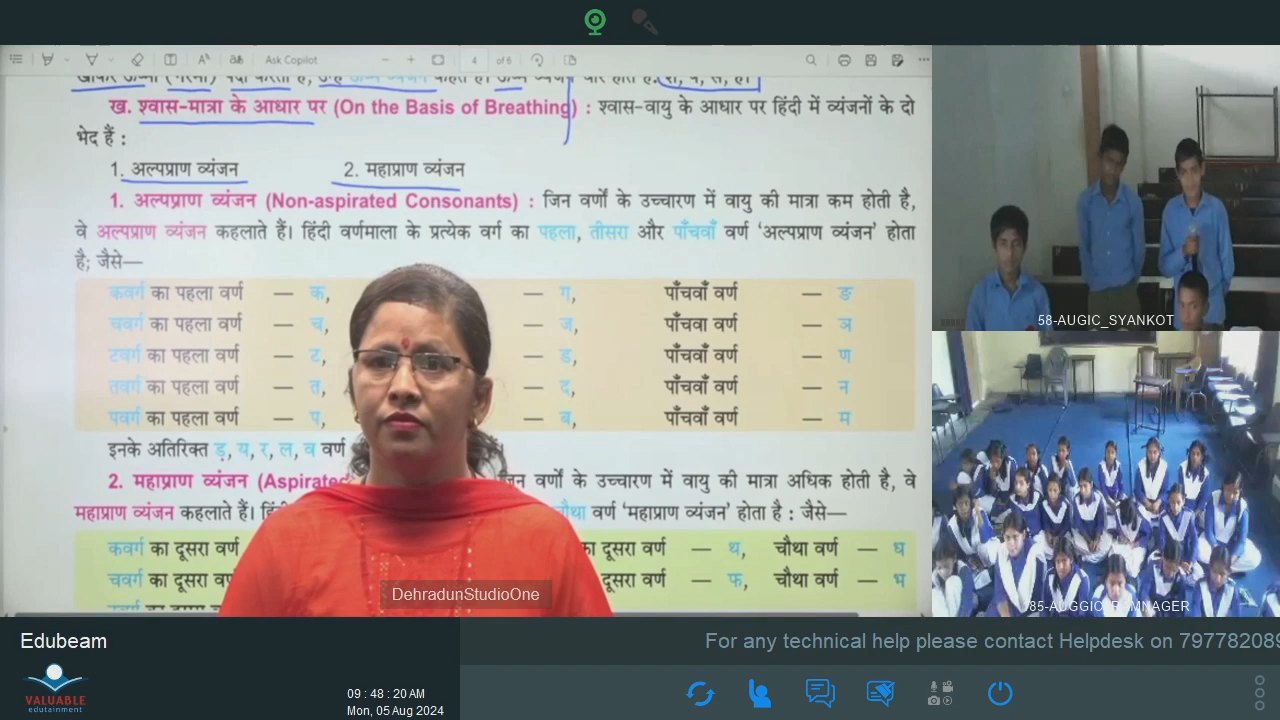 Ask Copilot
4 of 6
ख. श्वास-मात्रा के आधार पर (On the Basis of Breathing) : श्वास-वायु के आधार पर हिंदी में व्यंजनों के दो
भेद हैं :
1. अल्पप्राण व्यंजन 2. महाप्राण व्यंजन
1. अल्पप्राण व्यंजन (Non-aspirated Consonants) : जिन वर्णों के उच्चारण में वायु की मात्रा कम होती है,
वे अल्पप्राण व्यंजन कहलाते हैं। हिंदी वर्णमाला के प्रत्येक वर्ग का पहला, तीसरा और पाँचवाँ वर्ण ‘अल्पप्राण व्यंजन’ होता
है; जैसे—
कवर्ग का पहला वर्ण — क, — ग, पाँचवाँ वर्ण — ङ
चवर्ग का पहला वर्ण — च, — ज, पाँचवा वर्ण — ञ
टवर्ग का पहला वर्ण — ट, — ड, पाँचवाँ वर्ण — ण
तवर्ग का पहला वर्ण — त, — द, पाँचवाँ वर्ण — न
पवर्ग का पहला वर्ण — प, — ब, पाँचवाँ वर्ण — म
इनके अतिरिक्त ड़, य, र, ल, व वर्ण
2. महाप्राण व्यंजन (Aspirated जिन वर्णों के उच्चारण में वायु की मात्रा अधिक होती है, वे
महाप्राण व्यंजन कहलाते हैं। चौथा वर्ण ‘महाप्राण व्यंजन’ होता है : जैसे—
कवर्ग का दूसरा वर्ण का दूसरा वर्ण — थ, चौथा वर्ण — ध
चवर्ग का दूसरा वर्ण दूसरा वर्ण — फ, चौथा वर्ण — भ
DehradunStudioOne
58-AUGIC_SYANKOT
85-AUGGIC_RAMNAGER
Edubeam
VALUABLE
edutainment
09 : 48 : 20 AM
Mon, 05 Aug 2024
For any technical help please contact Helpdesk on 797782089